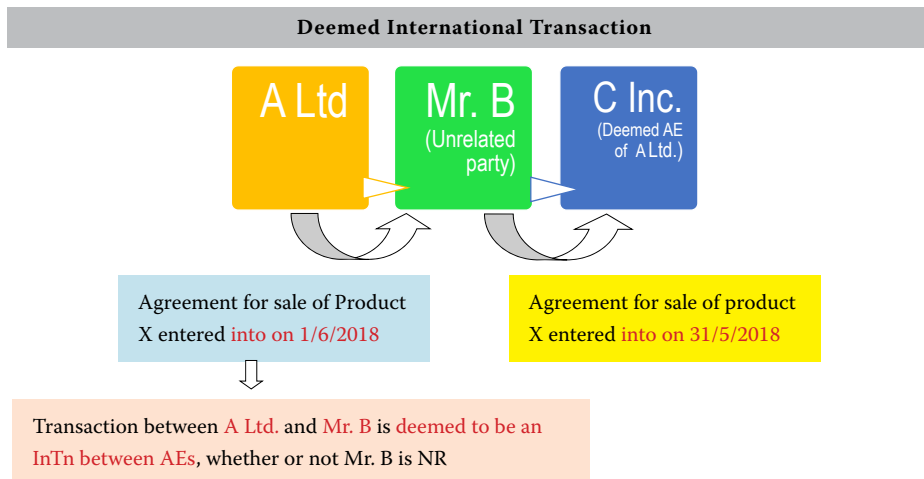 Deemed International Transaction
A Ltd
Mr. B
(Unrelated
party)
C Inc.
(Deemed AE
of A Ltd.)
Agreement for sale of Product
X entered into on 1/6/2018
Agreement for sale of product
X entered into on 31/5/2018
Transaction between A Ltd. and Mr. B is deemed to be an
InTn between AEs, whether or not Mr. B is NR